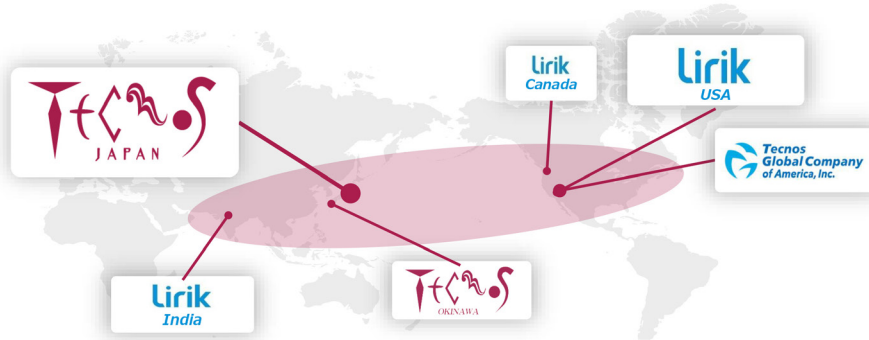 Tecnos
JAPAN
Lirik
Canada
Lirik
USA
Tecnos
Global Company
of America, Inc.
Lirik
India
Tecnos
OKINAWA